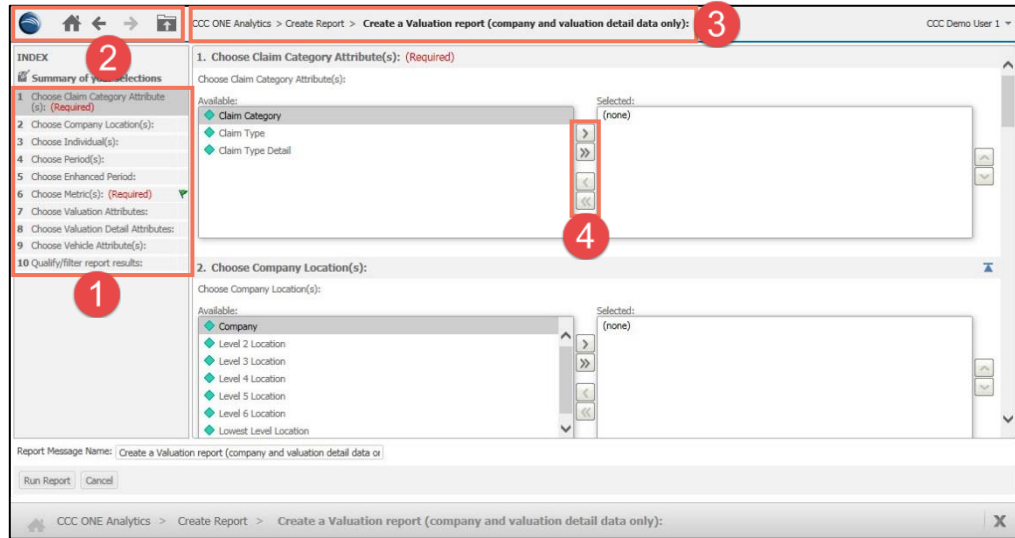 CCC ONE Analytics > Create Report > Create a Valuation report (company and valuation detail data only):
3
CCC Demo User 1
2
INDEX
Summary of your selections
1 Choose Claim Category Attribute
(s): (Required)
2 Choose Company Location(s):
3 Choose Individual(s):
4 Choose Period(s):
5 Choose Enhanced Period:
6 Choose Metric(s): (Required)
7 Choose Valuation Attributes:
8 Choose Valuation Detail Attributes:
9 Choose Vehicle Attribute(s):
10 Qualify/filter report results:
1
1. Choose Claim Category Attribute(s): (Required)
Choose Claim Category Attribute(s):
Available:
Claim Category
Claim Type
Claim Type Detail
Selected:
(none)
4
2. Choose Company Location(s):
Choose Company Location(s):
Available:
Company
Level 2 Location
Level 3 Location
Level 4 Location
Level 5 Location
Level 6 Location
Lowest Level Location
Selected:
(none)
Report Message Name: Create a Valuation report (company and valuation detail data or
Run Report Cancel
CCC ONE Analytics > Create Report > Create a Valuation report (company and valuation detail data only):
X